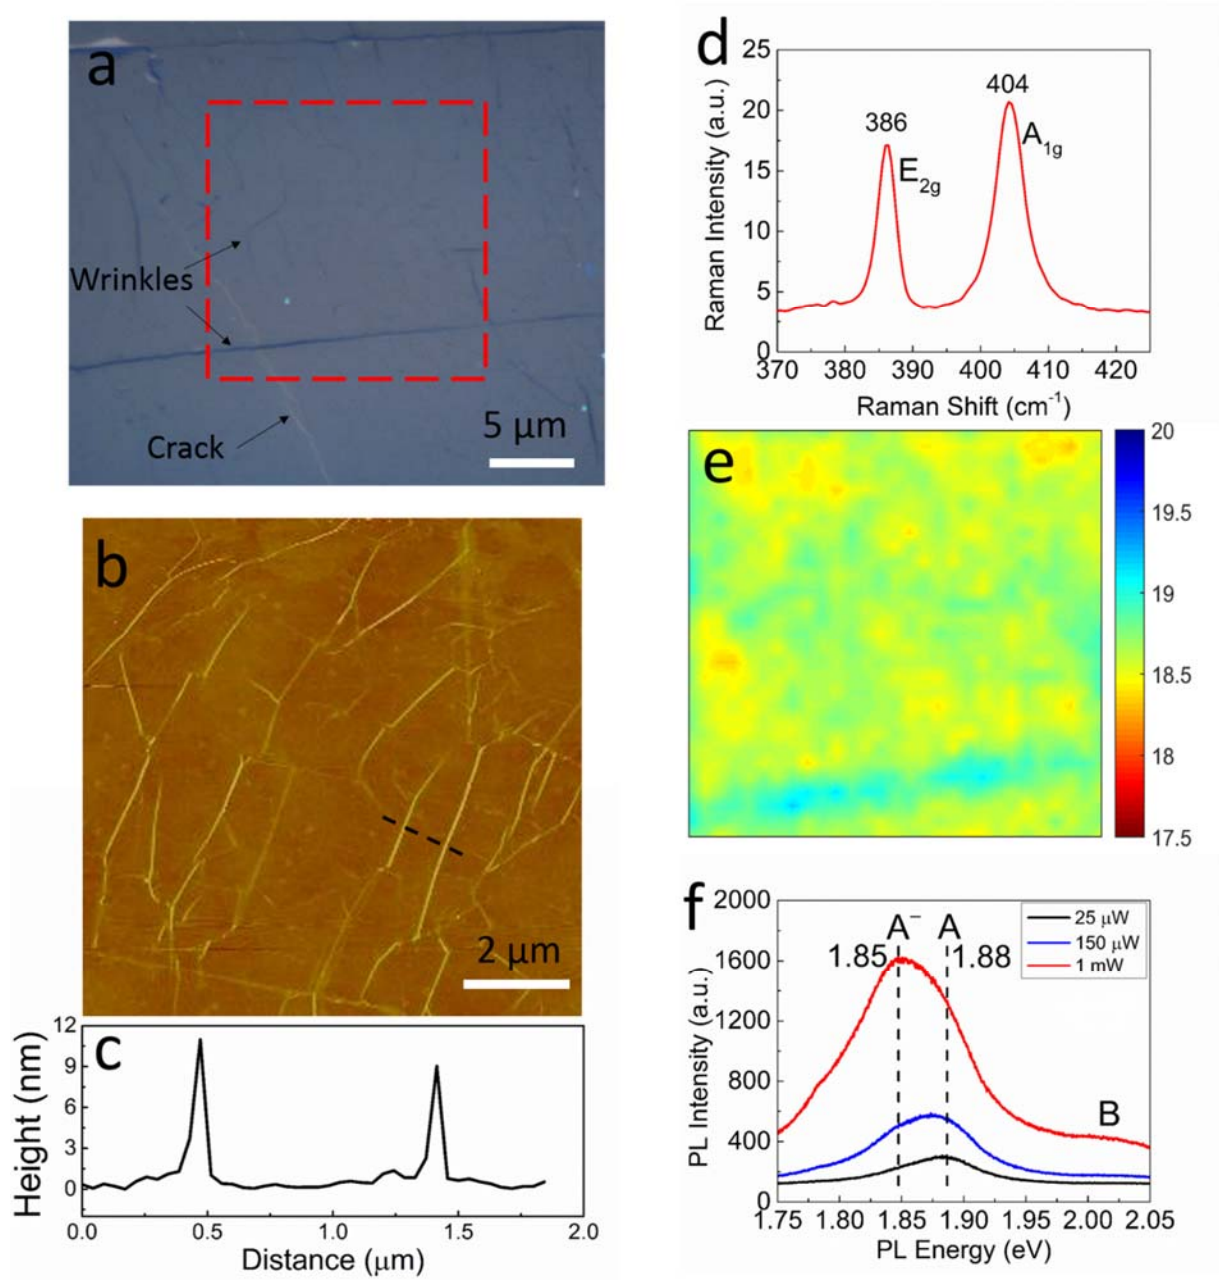 a
Wrinkles
Crack
5 μm
b
2 μm
c
Height (nm)
12
9
6
3
0
0.0
0.5
1.0
1.5
2.0
Distance (μm)
d
Raman Intensity (a.u.)
25
20
15
10
5
0
386
E2g
404
A1g
370
380
390
400
410
420
Raman Shift (cm-1)
e
20
19.5
19
18.5
18
17.5
f
PL Intensity (a.u.)
2000
1600
1200
800
400
0
A− A
1.85 1.88
25 μW
150 μW
1 mW
B
1.75
1.80
1.85
1.90
1.95
2.00
2.05
PL Energy (eV)